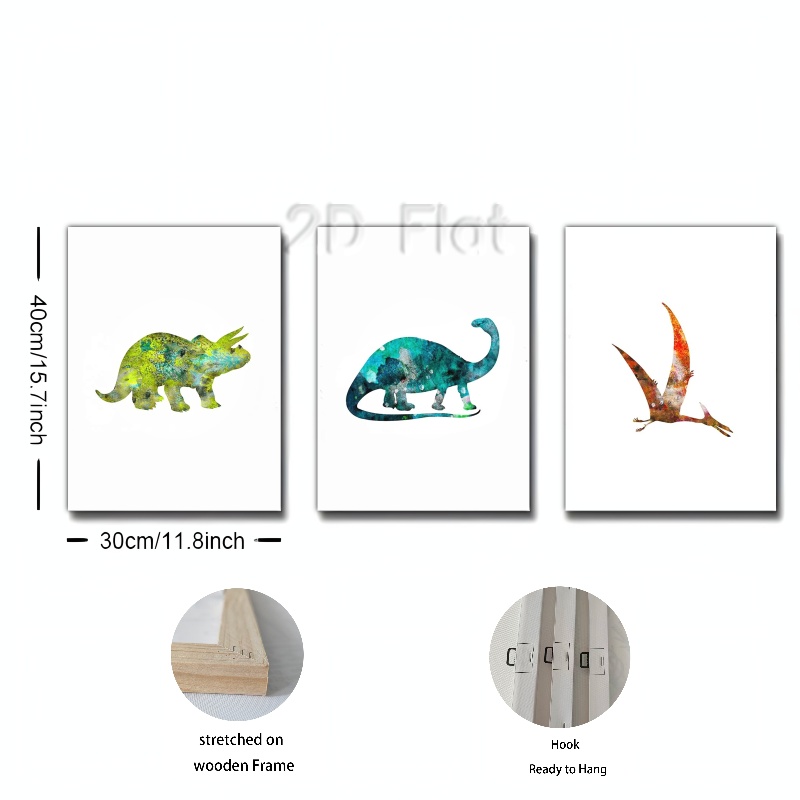 2D Flat
40cm/15.7inch
30cm/11.8inch
stretched on
wooden Frame
Hook
Ready to Hang